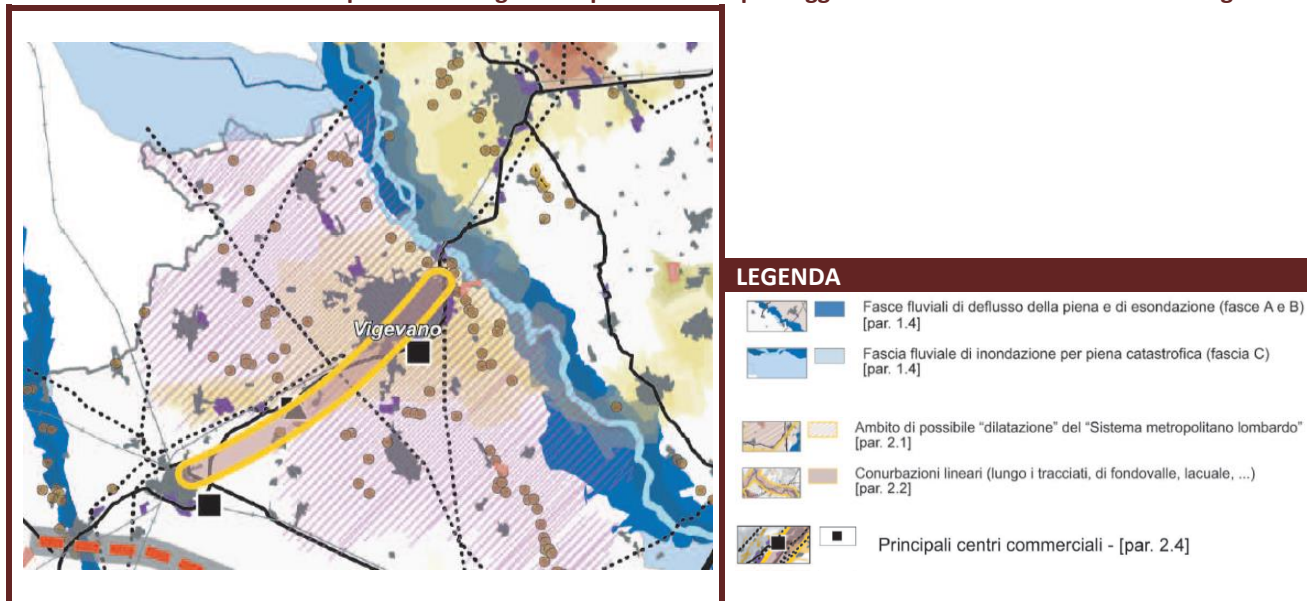 Vigevano
LEGENDA
Fasce fluviali di deflusso della piena e di esondazione (fasce A e B)
[par. 1.4]
Fascia fluviale di inondazione per piena catastrofica (fascia C)
[par. 1.4]
Ambito di possibile “dilatazione” del “Sistema metropolitano lombardo”
[par. 2.1]
Conurbazioni lineari (lungo i tracciati, di fondovalle, lacuale, ...)
[par. 2.2]
Principali centri commerciali - [par. 2.4]